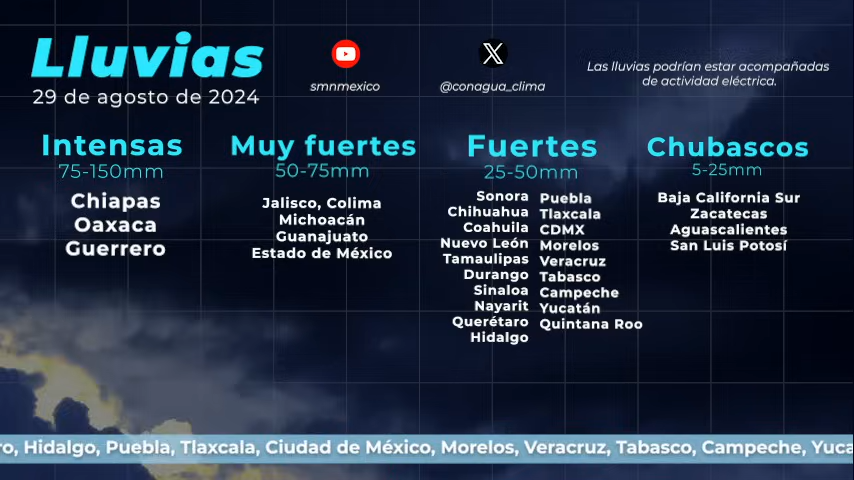 Lluvias
29 de agosto de 2024
smnmexico
@conagua_clima
Las lluvias podrían estar acompañadas
de actividad eléctrica.
Intensas
75-150mm
Chiapas
Oaxaca
Guerrero
Muy fuertes
50-75mm
Jalisco, Colima
Michoacán
Guanajuato
Estado de México
Fuertes
25-50mm
Sonora
Chihuahua
Coahuila
Nuevo León
Tamaulipas
Durango
Sinaloa
Nayarit
Querétaro
Hidalgo
Puebla
Tlaxcala
CDMX
Morelos
Veracruz
Tabasco
Campeche
Yucatán
Quintana Roo
Chubascos
5-25mm
Baja California Sur
Zacatecas
Aguascalientes
San Luis Potosí
ro, Hidalgo, Puebla, Tlaxcala, Ciudad de México, Morelos, Veracruz, Tabasco, Campeche, Yuca